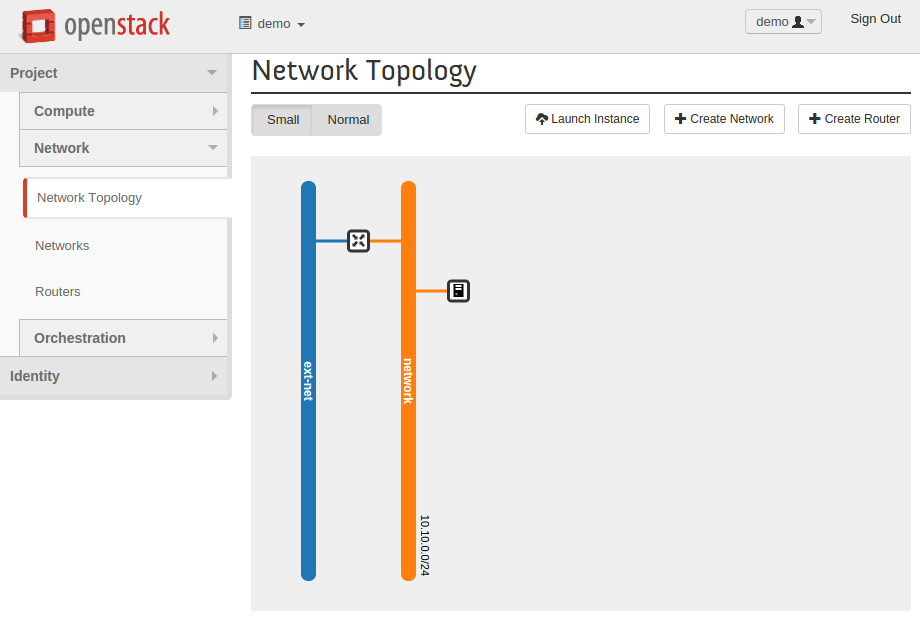 openstack
demo
demo
Sign Out
Project
Compute
Network
Network Topology
Networks
Routers
Orchestration
Identity
Network Topology
Small
Normal
Launch Instance
Create Network
Create Router
ext-net
network
10.10.0.0/24